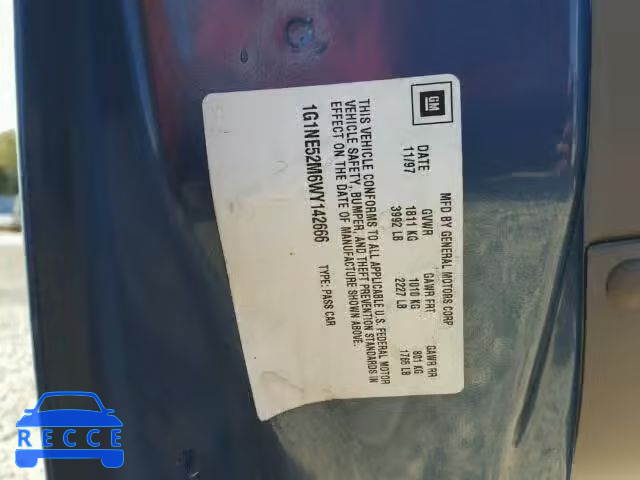 GM
MFD BY GENERAL MOTORS CORP
DATE GVWR GAWR FRT GAWR RR
11/97 1811 KG 1010 KG 801 KG
3992 LB 2227 LB 1765 LB
THIS VEHICLE CONFORMS TO ALL APPLICABLE U.S. FEDERAL MOTOR
VEHICLE SAFETY, BUMPER, AND THEFT PREVENTION STANDARDS IN
EFFECT ON THE DATE OF MANUFACTURE SHOWN ABOVE.
1G1NE52M6WY142666 TYPE: PASS CAR
RECCE